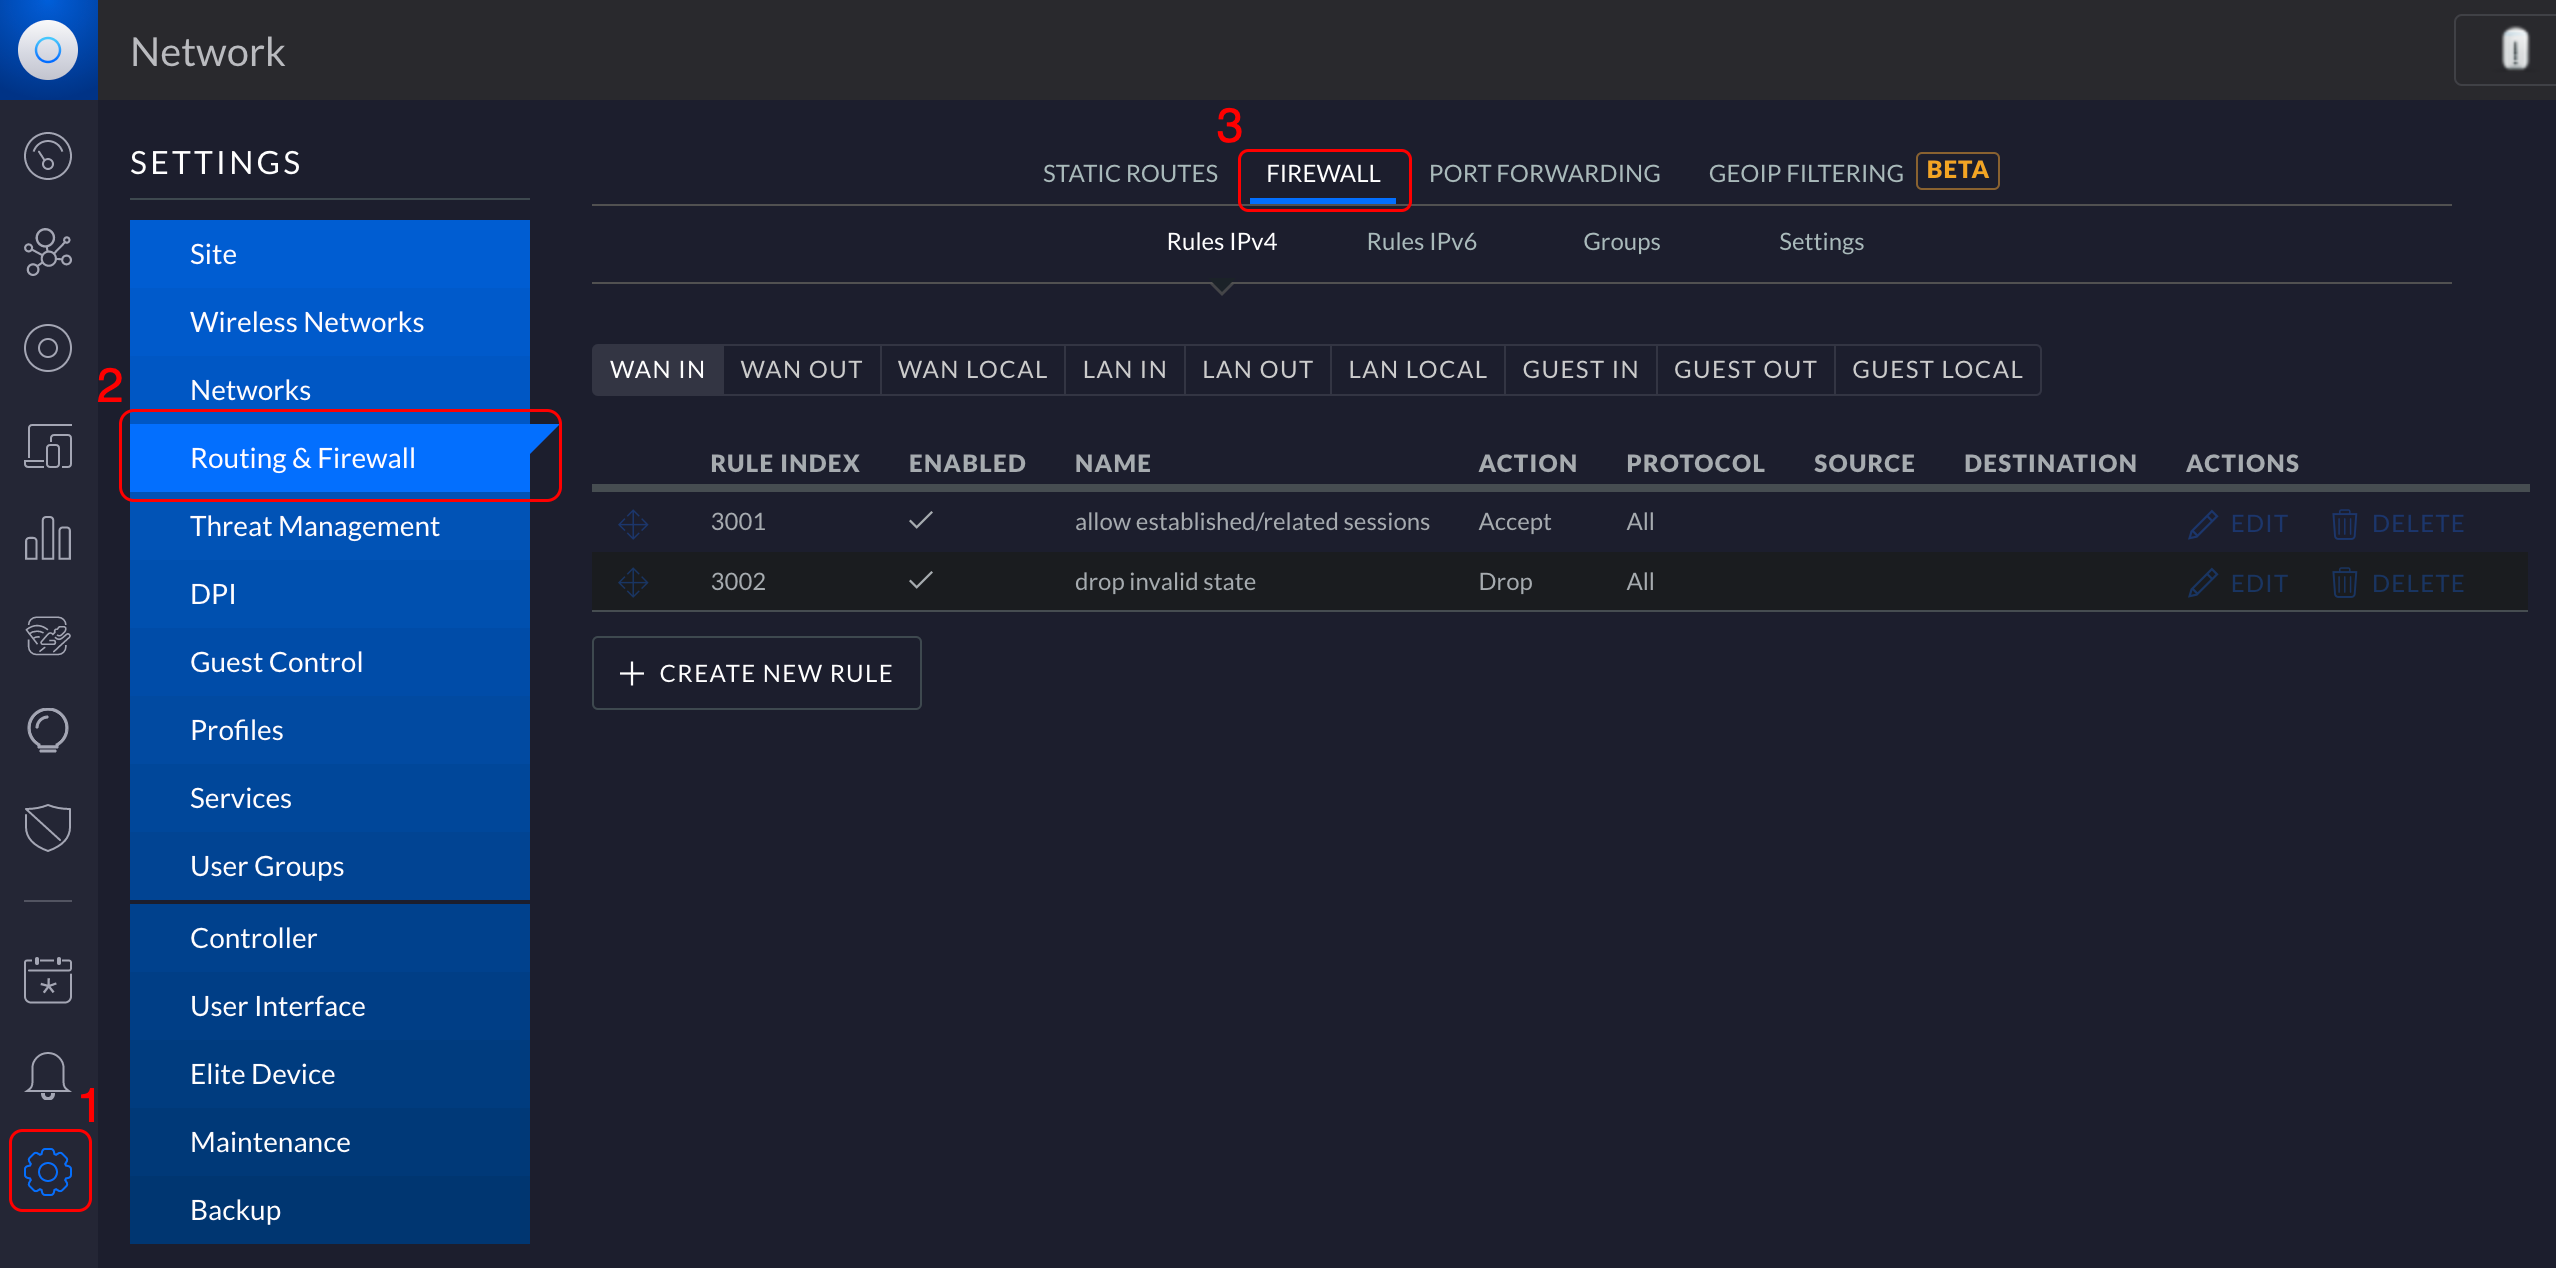 Network
3
SETTINGS
STATIC ROUTES FIREWALL PORT FORWARDING GEOIP FILTERING BETA
Rules IPv4 Rules IPv6 Groups Settings
Site
Wireless Networks
2
Networks
Routing & Firewall
Threat Management
DPI
Guest Control
Profiles
Services
User Groups
Controller
User Interface
Elite Device
1
Maintenance
Backup
WAN IN WAN OUT WAN LOCAL LAN IN LAN OUT LAN LOCAL GUEST IN GUEST OUT GUEST LOCAL
RULE INDEX ENABLED NAME ACTION PROTOCOL SOURCE DESTINATION ACTIONS
3001 allow established/related sessions Accept All EDIT DELETE
3002 drop invalid state Drop All EDIT DELETE
CREATE NEW RULE